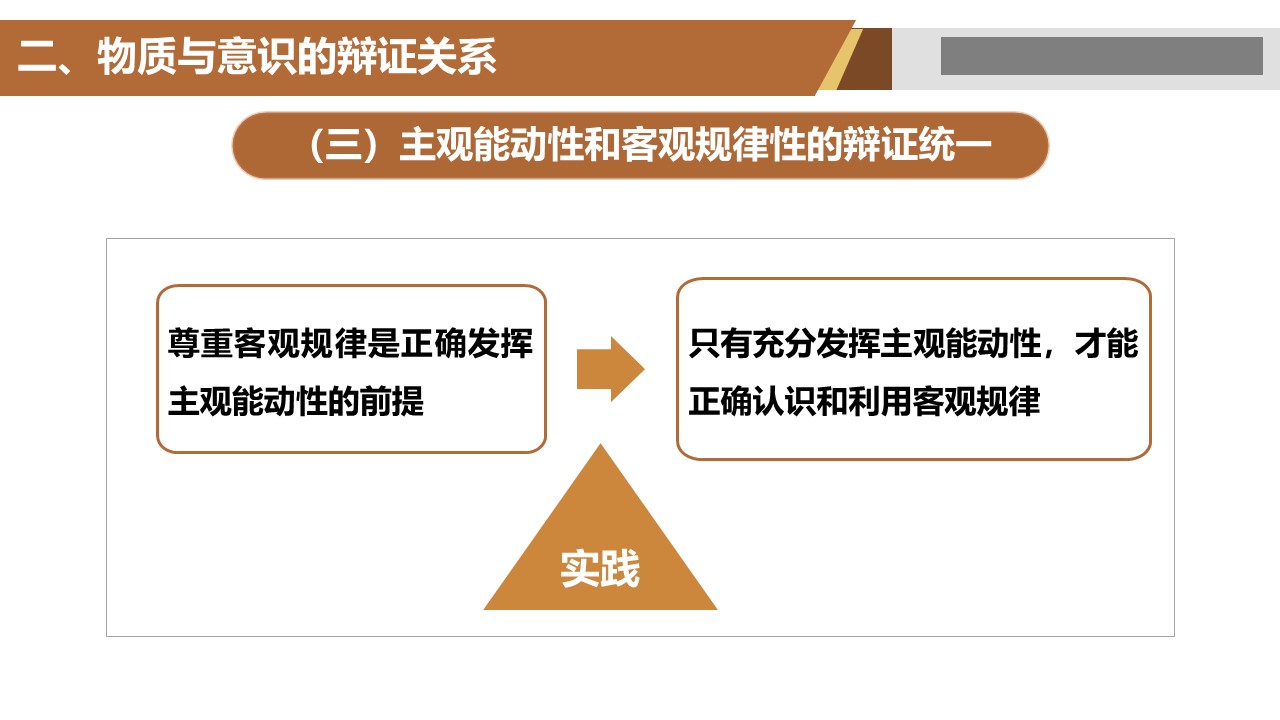 二、物质与意识的辩证关系
（三）主观能动性和客观规律性的辩证统一
尊重客观规律是正确发挥
主观能动性的前提
只有充分发挥主观能动性，才能
正确认识和利用客观规律
实践